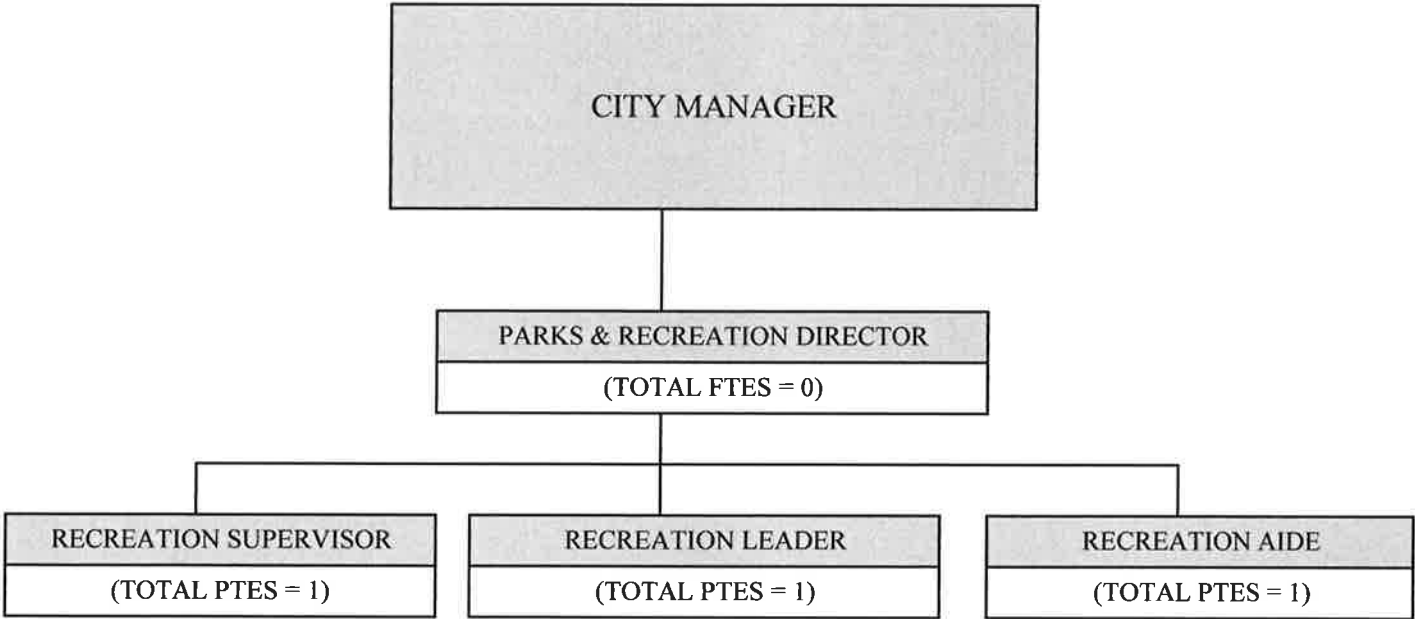 CITY MANAGER
PARKS & RECREATION DIRECTOR
(TOTAL FTES = 0)
RECREATION SUPERVISOR
(TOTAL PTES = 1)
RECREATION LEADER
(TOTAL PTES = 1)
RECREATION AIDE
(TOTAL PTES = 1)